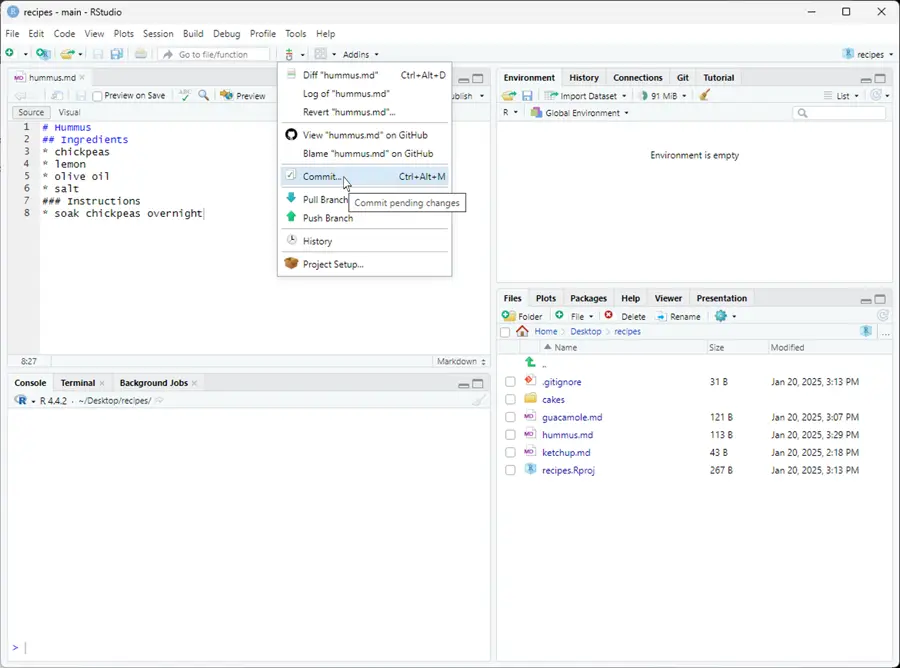 recipes - main - RStudio
File Edit Code View Plots Session Build Debug Profile Tools Help
Go to file/function Addins recipes
hummus.md
Preview on Save ABC Preview ublish
Source Visual
1 # Hummus
2 ## Ingredients
3 * chickpeas
4 * lemon
5 * olive oil
6 * salt
7 ### Instructions
8 * soak chickpeas overnight
8:27 Markdown
Diff "hummus.md" Ctrl+Alt+D
Log of "hummus.md"
Revert "hummus.md"...
View "hummus.md" on GitHub
Blame "hummus.md" on GitHub
Commit... Ctrl+Alt+M
Commit pending changes
Pull Branch
Push Branch
History
Project Setup...
Console Terminal Background Jobs
R R 4.4.2 · ~/Desktop/recipes/
>
Environment History Connections Git Tutorial
Import Dataset 91 MiB List
R Global Environment
Environment is empty
Files Plots Packages Help Viewer Presentation
Folder File Delete Rename
Home Desktop recipes R ...
Name Size Modified
..
.gitignore 31 B Jan 20, 2025, 3:13 PM
cakes
MD guacamole.md 121 B Jan 20, 2025, 3:07 PM
MD hummus.md 113 B Jan 20, 2025, 3:29 PM
MD ketchup.md 43 B Jan 20, 2025, 2:18 PM
recipes.Rproj 267 B Jan 20, 2025, 3:13 PM